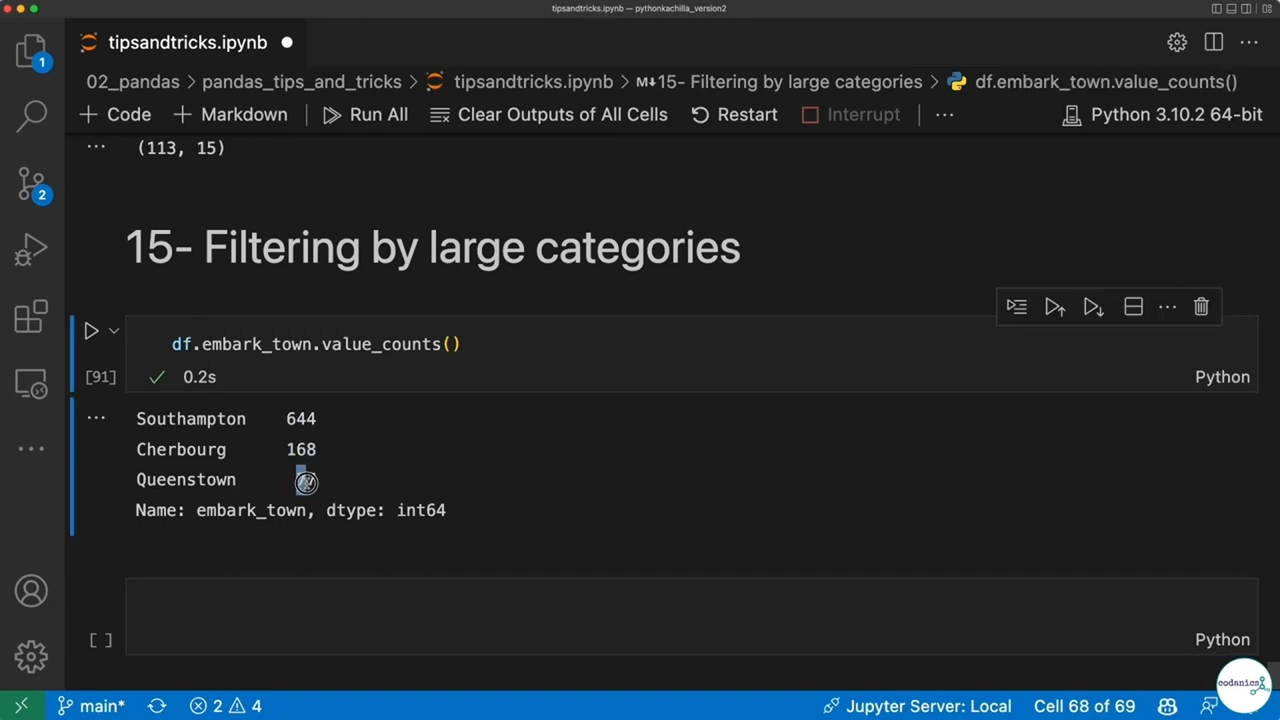 tipsandtricks.ipynb — pythonkachilla_version2
tipsandtricks.ipynb
02_pandas > pandas_tips_and_tricks > tipsandtricks.ipynb > M↓15- Filtering by large categories > df.embark_town.value_counts()
+ Code + Markdown Run All Clear Outputs of All Cells Restart Interrupt ... Python 3.10.2 64-bit
1
... (113, 15)
2
15- Filtering by large categories
df.embark_town.value_counts()
[91] ✓ 0.2s Python
... Southampton 644
Cherbourg 168
Queenstown
Name: embark_town, dtype: int64
[ ] Python
codanics
main* 2 4 Jupyter Server: Local Cell 68 of 69